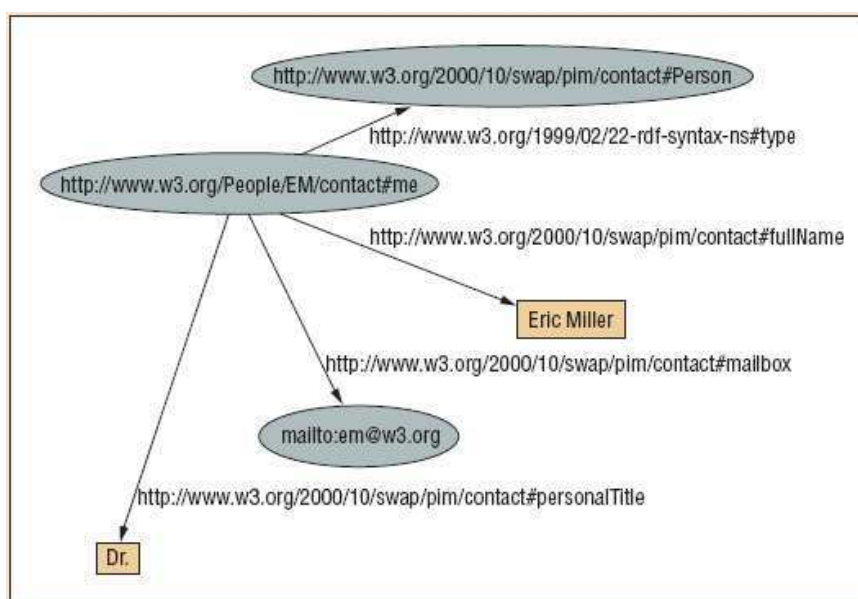 http://www.w3.org/2000/10/swap/pim/contact#Person
http://www.w3.org/1999/02/22-rdf-syntax-ns#type
http://www.w3.org/People/EM/contact#me
http://www.w3.org/2000/10/swap/pim/contact#fullName
Eric Miller
http://www.w3.org/2000/10/swap/pim/contact#mailbox
mailto:em@w3.org
http://www.w3.org/2000/10/swap/pim/contact#personalTitle
Dr.